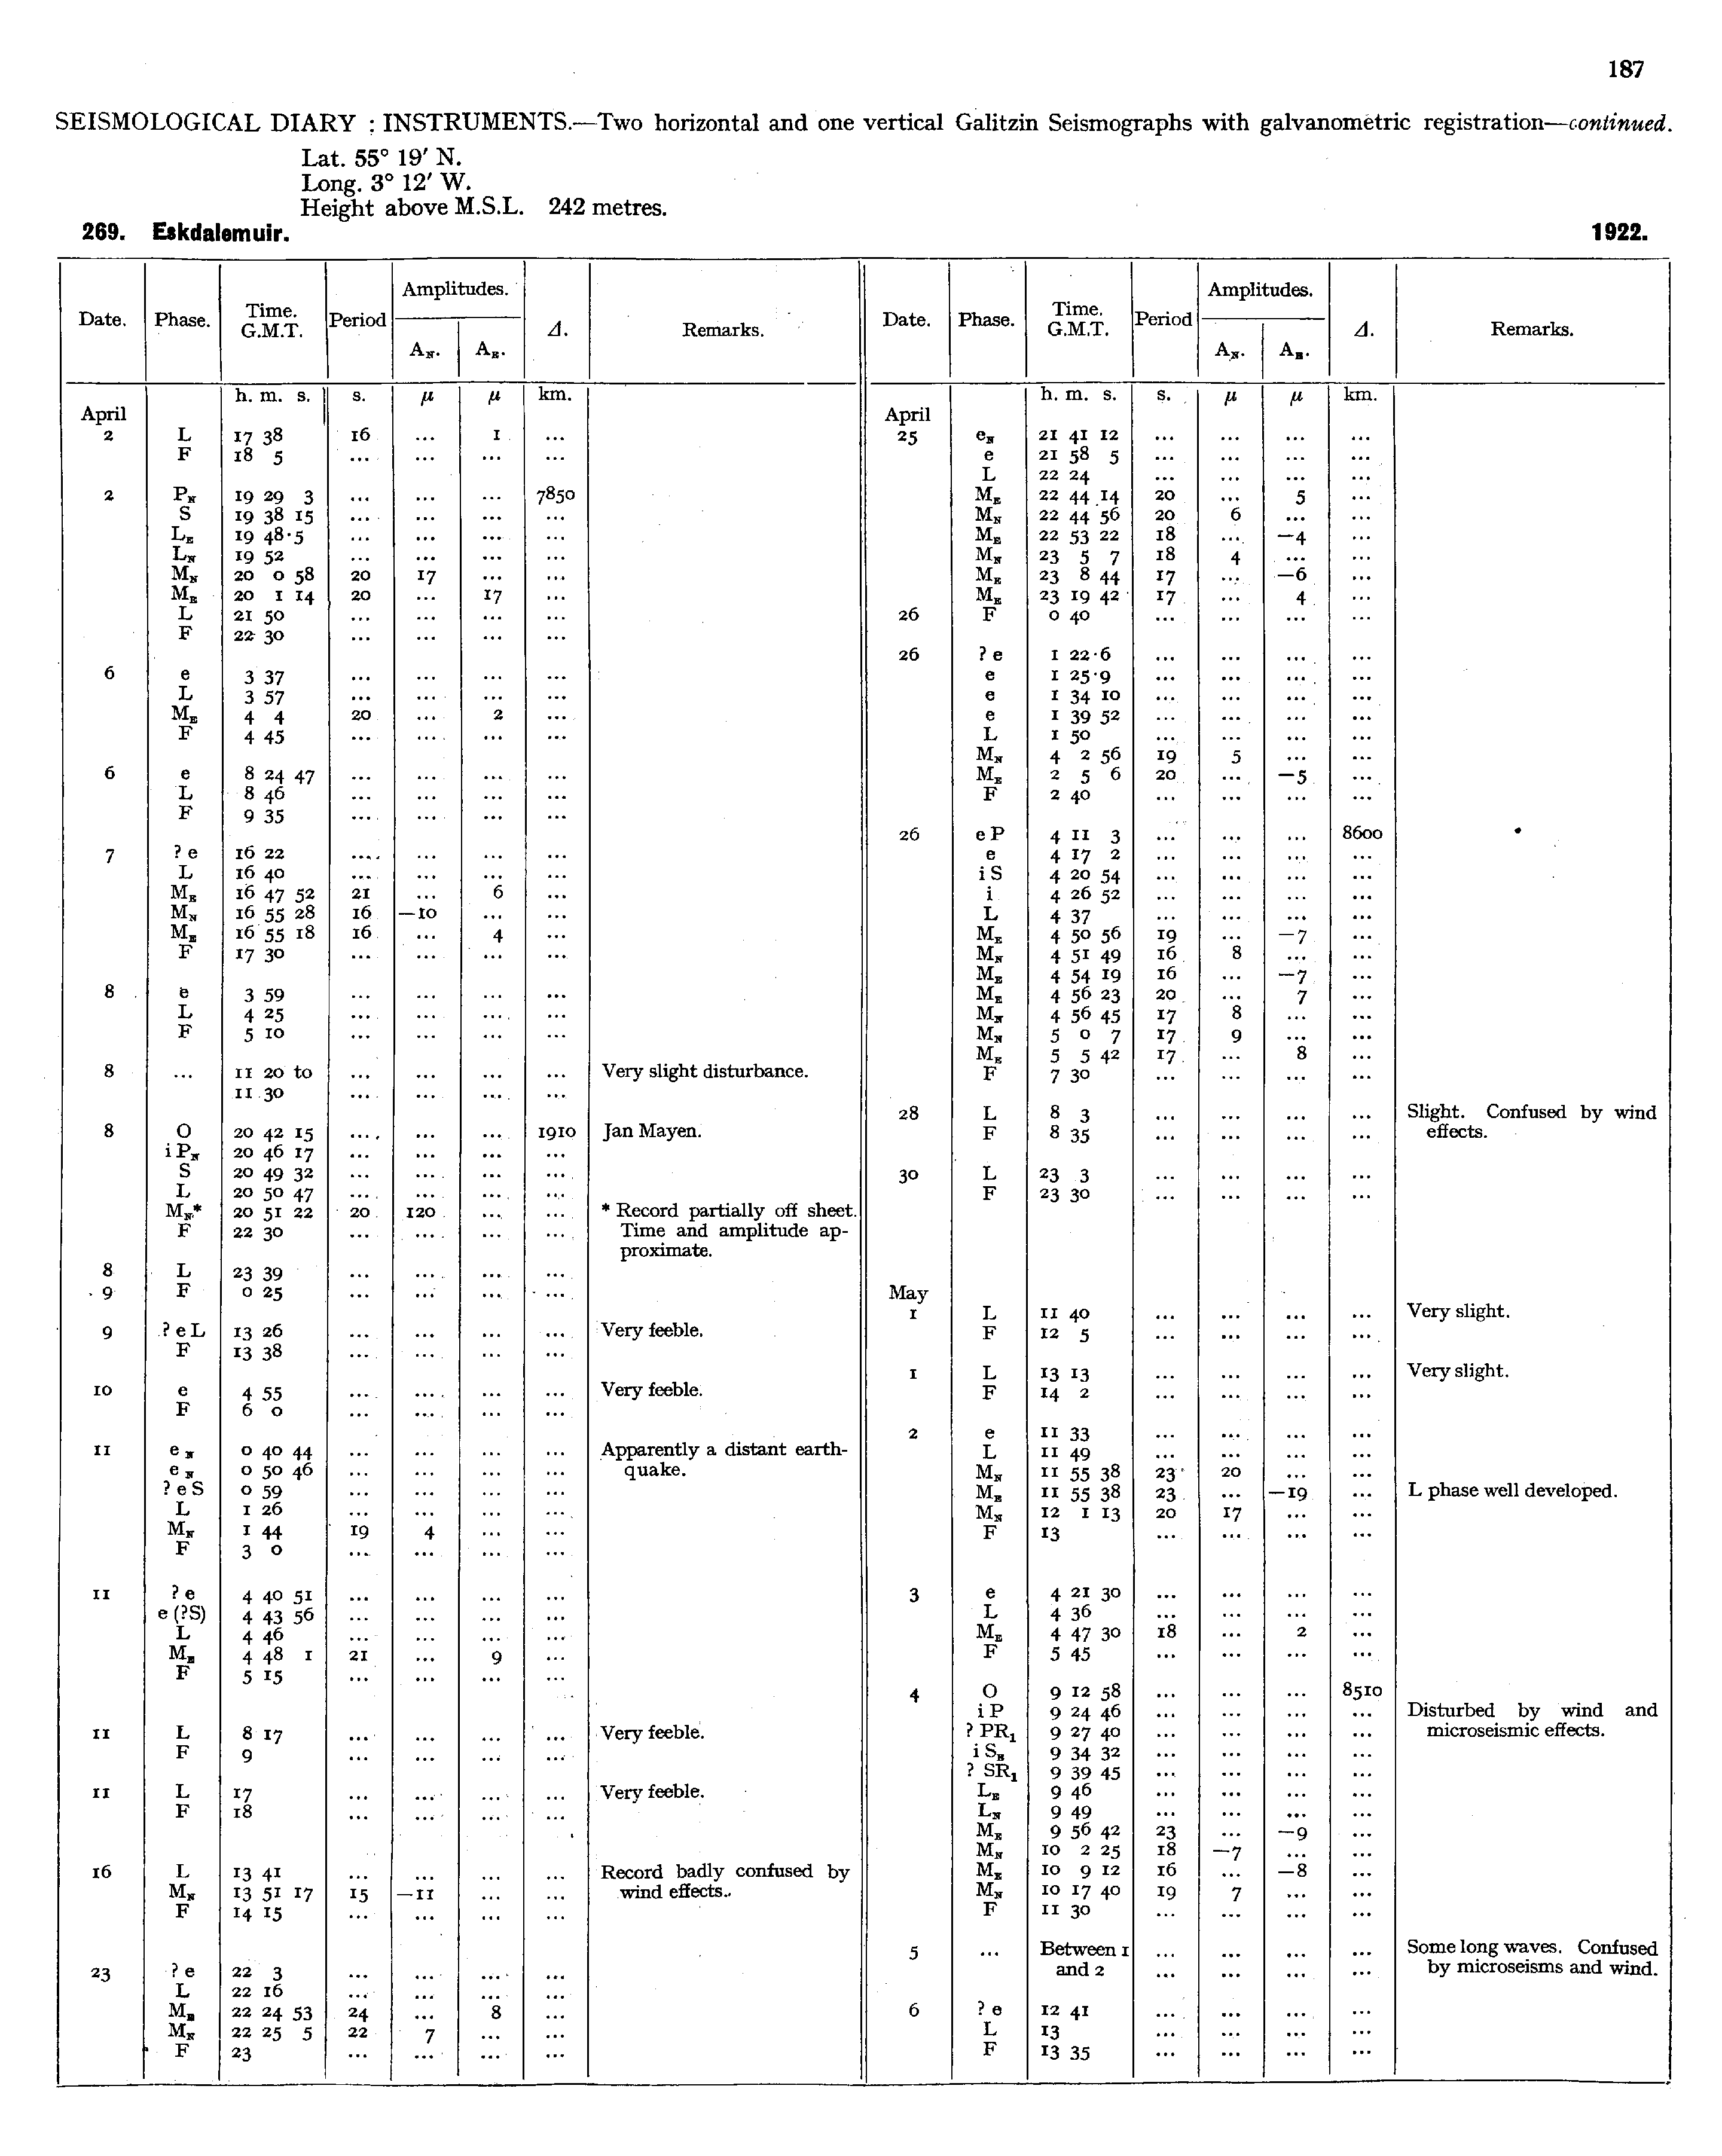 187
SEISMOLOGICAL DIARY : INSTRUMENTS.—Two horizontal and one vertical Galitzin Seismographs with galvanometric registration—continued.
Lat. 55° 19′ N.
Long. 3° 12′ W.
Height above M.S.L. 242 metres.
269. Eskdalemuir. 1922.
Date. Phase. Time. G.M.T. Period Amplitudes. A_N. A_E. Δ. Remarks.
h. m. s. s. μ μ km.
April
2 L 17 38 16 ... 1 ...
F 18 5 ... ... ... ...
2 P_N 19 29 3 ... ... ... 7850
S 19 38 15 ... ... ... ...
L_E 19 48·5 ... ... ... ...
L_N 19 52 ... ... ... ...
M_N 20 0 58 20 17 ... ...
M_E 20 1 14 20 ... 17 ...
L 21 50 ... ... ... ...
F 22 30 ... ... ... ...
6 e 3 37 ... ... ... ...
L 3 57 ... ... ... ...
M_E 4 4 20 ... 2 ...
F 4 45 ... ... ... ...
6 e 8 24 47 ... ... ... ...
L 8 46 ... ... ... ...
F 9 35 ... ... ... ...
7 ? e 16 22 ... ... ... ...
L 16 40 ... ... ... ...
M_E 16 47 52 21 ... 6 ...
M_N 16 55 28 16 —10 ... ...
M_E 16 55 18 16 ... 4 ...
F 17 30 ... ... ... ...
8 e 3 59 ... ... ... ...
L 4 25 ... ... ... ...
F 5 10 ... ... ... ...
8 ... 11 20 to ... ... ... ... Very slight disturbance.
11 30 ... ... ... ...
8 O 20 42 15 ... ... ... 1910 Jan Mayen.
i P_N 20 46 17 ... ... ... ...
S 20 49 32 ... ... ... ...
L 20 50 47 ... ... ... ...
M_N* 20 51 22 20 120 ... ... * Record partially off sheet.
F 22 30 ... ... ... ... Time and amplitude ap-
proximate.
8 L 23 39 ... ... ... ...
9 F 0 25 ... ... ... ...
9 ? e L 13 26 ... ... ... ... Very feeble.
F 13 38 ... ... ... ...
10 e 4 55 ... ... ... ... Very feeble.
F 6 0 ... ... ... ...
11 e_N 0 40 44 ... ... ... ... Apparently a distant earth-
e_N 0 50 46 ... ... ... ... quake.
? e S 0 59 ... ... ... ...
L 1 26 ... ... ... ...
M_N 1 44 19 4 ... ...
F 3 0 ... ... ... ...
11 ? e 4 40 51 ... ... ... ...
e (?S) 4 43 56 ... ... ... ...
L 4 46 ... ... ... ...
M_E 4 48 1 21 ... 9 ...
F 5 15 ... ... ... ...
11 L 8 17 ... ... ... ... Very feeble.
F 9 ... ... ... ...
11 L 17 ... ... ... ... Very feeble.
F 18 ... ... ... ...
16 L 13 41 ... ... ... ... Record badly confused by
M_N 13 51 17 15 —11 ... ... wind effects.
F 14 15 ... ... ... ...
23 ? e 22 3 ... ... ... ...
L 22 16 ... ... ... ...
M_E 22 24 53 24 ... 8 ...
M_N 22 25 5 22 7 ... ...
F 23 ... ... ... ...
Date. Phase. Time. G.M.T. Period Amplitudes. A_N. A_E. Δ. Remarks.
h. m. s. s. μ μ km.
April
25 e_N 21 41 12 ... ... ... ...
e 21 58 5 ... ... ... ...
L 22 24 ... ... ... ...
M_E 22 44 14 20 ... 5 ...
M_N 22 44 56 20 6 ... ...
M_E 22 53 22 18 ... —4 ...
M_N 23 5 7 18 4 ... ...
M_E 23 8 44 17 ... —6 ...
M_E 23 19 42 17 ... 4 ...
26 F 0 40 ... ... ... ...
26 ? e 1 22·6 ... ... ... ...
e 1 25·9 ... ... ... ...
e 1 34 10 ... ... ... ...
e 1 39 52 ... ... ... ...
L 1 50 ... ... ... ...
M_N 4 2 56 19 5 ... ...
M_E 2 5 6 20 ... —5 ...
F 2 40 ... ... ... ...
26 e P 4 11 3 ... ... ... 8600
e 4 17 2 ... ... ... ...
i S 4 20 54 ... ... ... ...
i 4 26 52 ... ... ... ...
L 4 37 ... ... ... ...
M_E 4 50 56 19 ... —7 ...
M_N 4 51 49 16 8 ... ...
M_E 4 54 19 16 ... —7 ...
M_E 4 56 23 20 ... 7 ...
M_N 4 56 45 17 8 ... ...
M_N 5 0 7 17 9 ... ...
M_E 5 5 42 17 ... 8 ...
F 7 30 ... ... ... ...
28 L 8 3 ... ... ... ... Slight. Confused by wind
F 8 35 ... ... ... ... effects.
30 L 23 3 ... ... ... ...
F 23 30 ... ... ... ...
May
1 L 11 40 ... ... ... ... Very slight.
F 12 5 ... ... ... ...
1 L 13 13 ... ... ... ... Very slight.
F 14 2 ... ... ... ...
2 e 11 33 ... ... ... ...
L 11 49 ... ... ... ...
M_N 11 55 38 23 20 ... ...
M_E 11 55 38 23 ... —19 ... L phase well developed.
M_N 12 1 13 20 17 ... ...
F 13 ... ... ... ...
3 e 4 21 30 ... ... ... ...
L 4 36 ... ... ... ...
M_E 4 47 30 18 ... 2 ...
F 5 45 ... ... ... ...
4 O 9 12 58 ... ... ... 8510
i P 9 24 46 ... ... ... ... Disturbed by wind and
? PR₁ 9 27 40 ... ... ... ... microseismic effects.
i S_E 9 34 32 ... ... ... ...
? SR₁ 9 39 45 ... ... ... ...
L_E 9 46 ... ... ... ...
L_N 9 49 ... ... ... ...
M_E 9 56 42 23 ... —9 ...
M_N 10 2 25 18 —7 ... ...
M_E 10 9 12 16 ... —8 ...
M_N 10 17 40 19 7 ... ...
F 11 30 ... ... ... ...
5 ... Between 1 ... ... ... ... Some long waves. Confused
and 2 ... ... ... ... by microseisms and wind.
6 ? e 12 41 ... ... ... ...
L 13 ... ... ... ...
F 13 35 ... ... ... ...